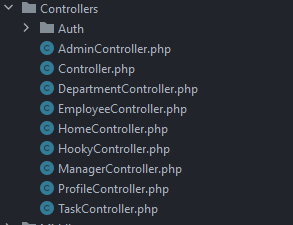 Controllers
Auth
AdminController.php
Controller.php
DepartmentController.php
EmployeeController.php
HomeController.php
HookyController.php
ManagerController.php
ProfileController.php
TaskController.php